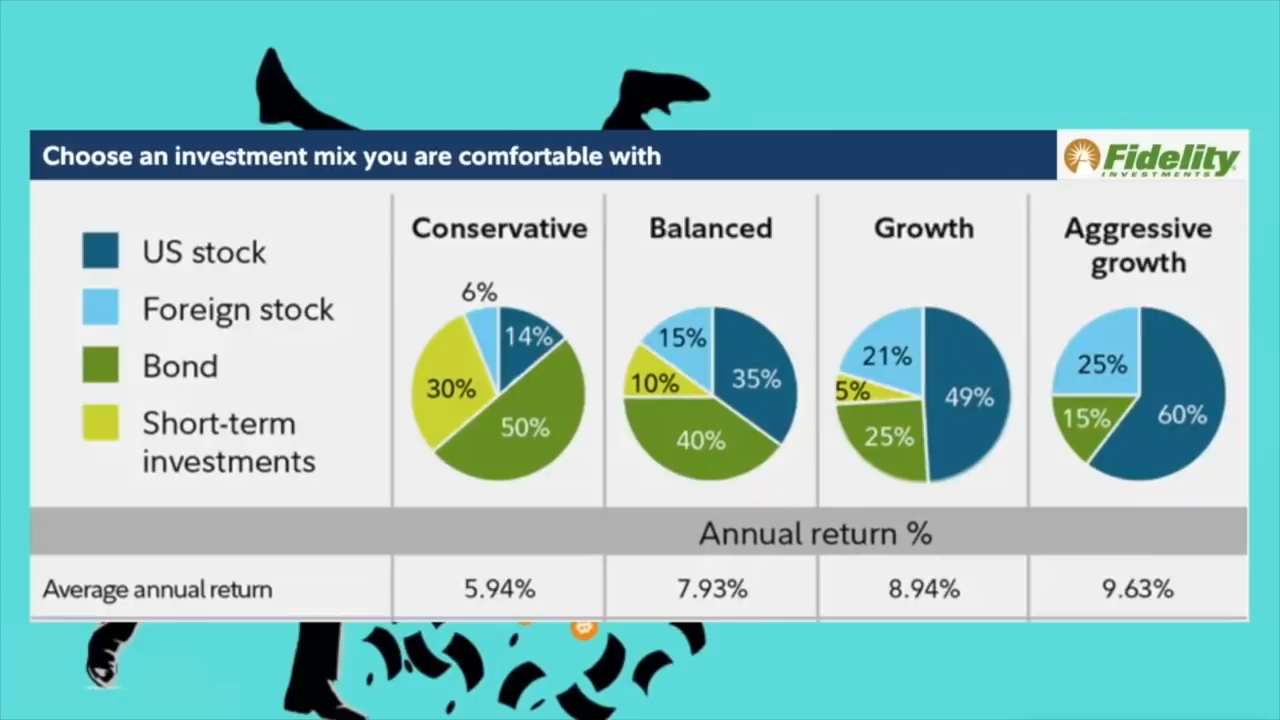 Choose an investment mix you are comfortable with
Fidelity
INVESTMENTS
US stock
Foreign stock
Bond
Short-term
investments
Conservative
6%
14%
30%
50%
Balanced
15%
35%
10%
40%
Growth
21%
49%
5%
25%
Aggressive
growth
25%
15%
60%
Annual return %
Average annual return 5.94% 7.93% 8.94% 9.63%